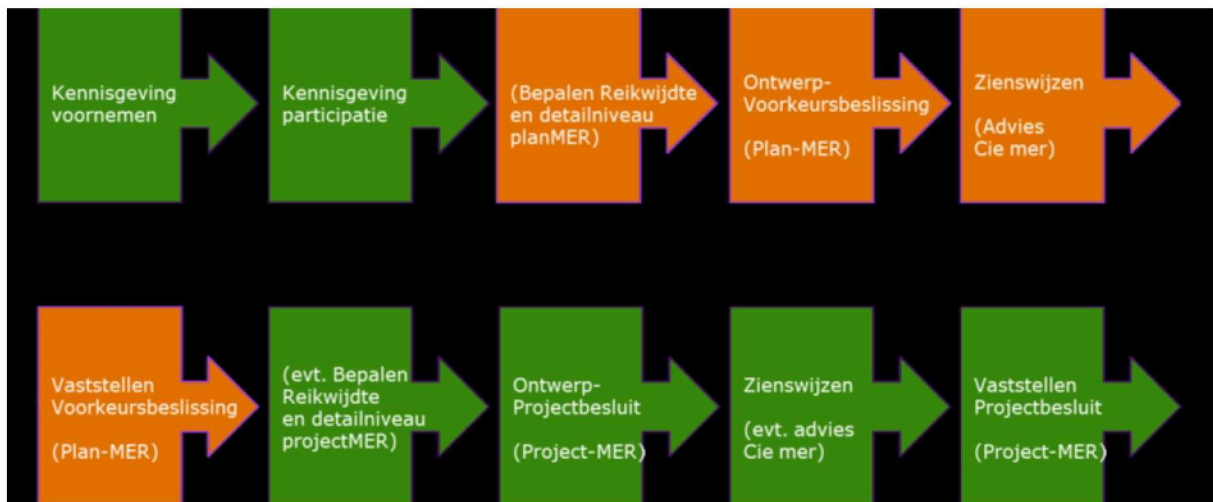 Kennisgeving
voornemen
Kennisgeving
participatie
(Bepalen Reikwijdte
en detailniveau
planMER)
Ontwerp-
Voorkeursbeslissing
(Plan-MER)
Zienswijzen
(Advies
Cie mer)
Vaststellen
Voorkeursbeslissing
(Plan-MER)
(evt. Bepalen
Reikwijdte
en detailniveau
projectMER)
Ontwerp-
Projectbesluit
(Project-MER)
Zienswijzen
(evt. advies
Cie mer)
Vaststellen
Projectbesluit
(Project-MER)